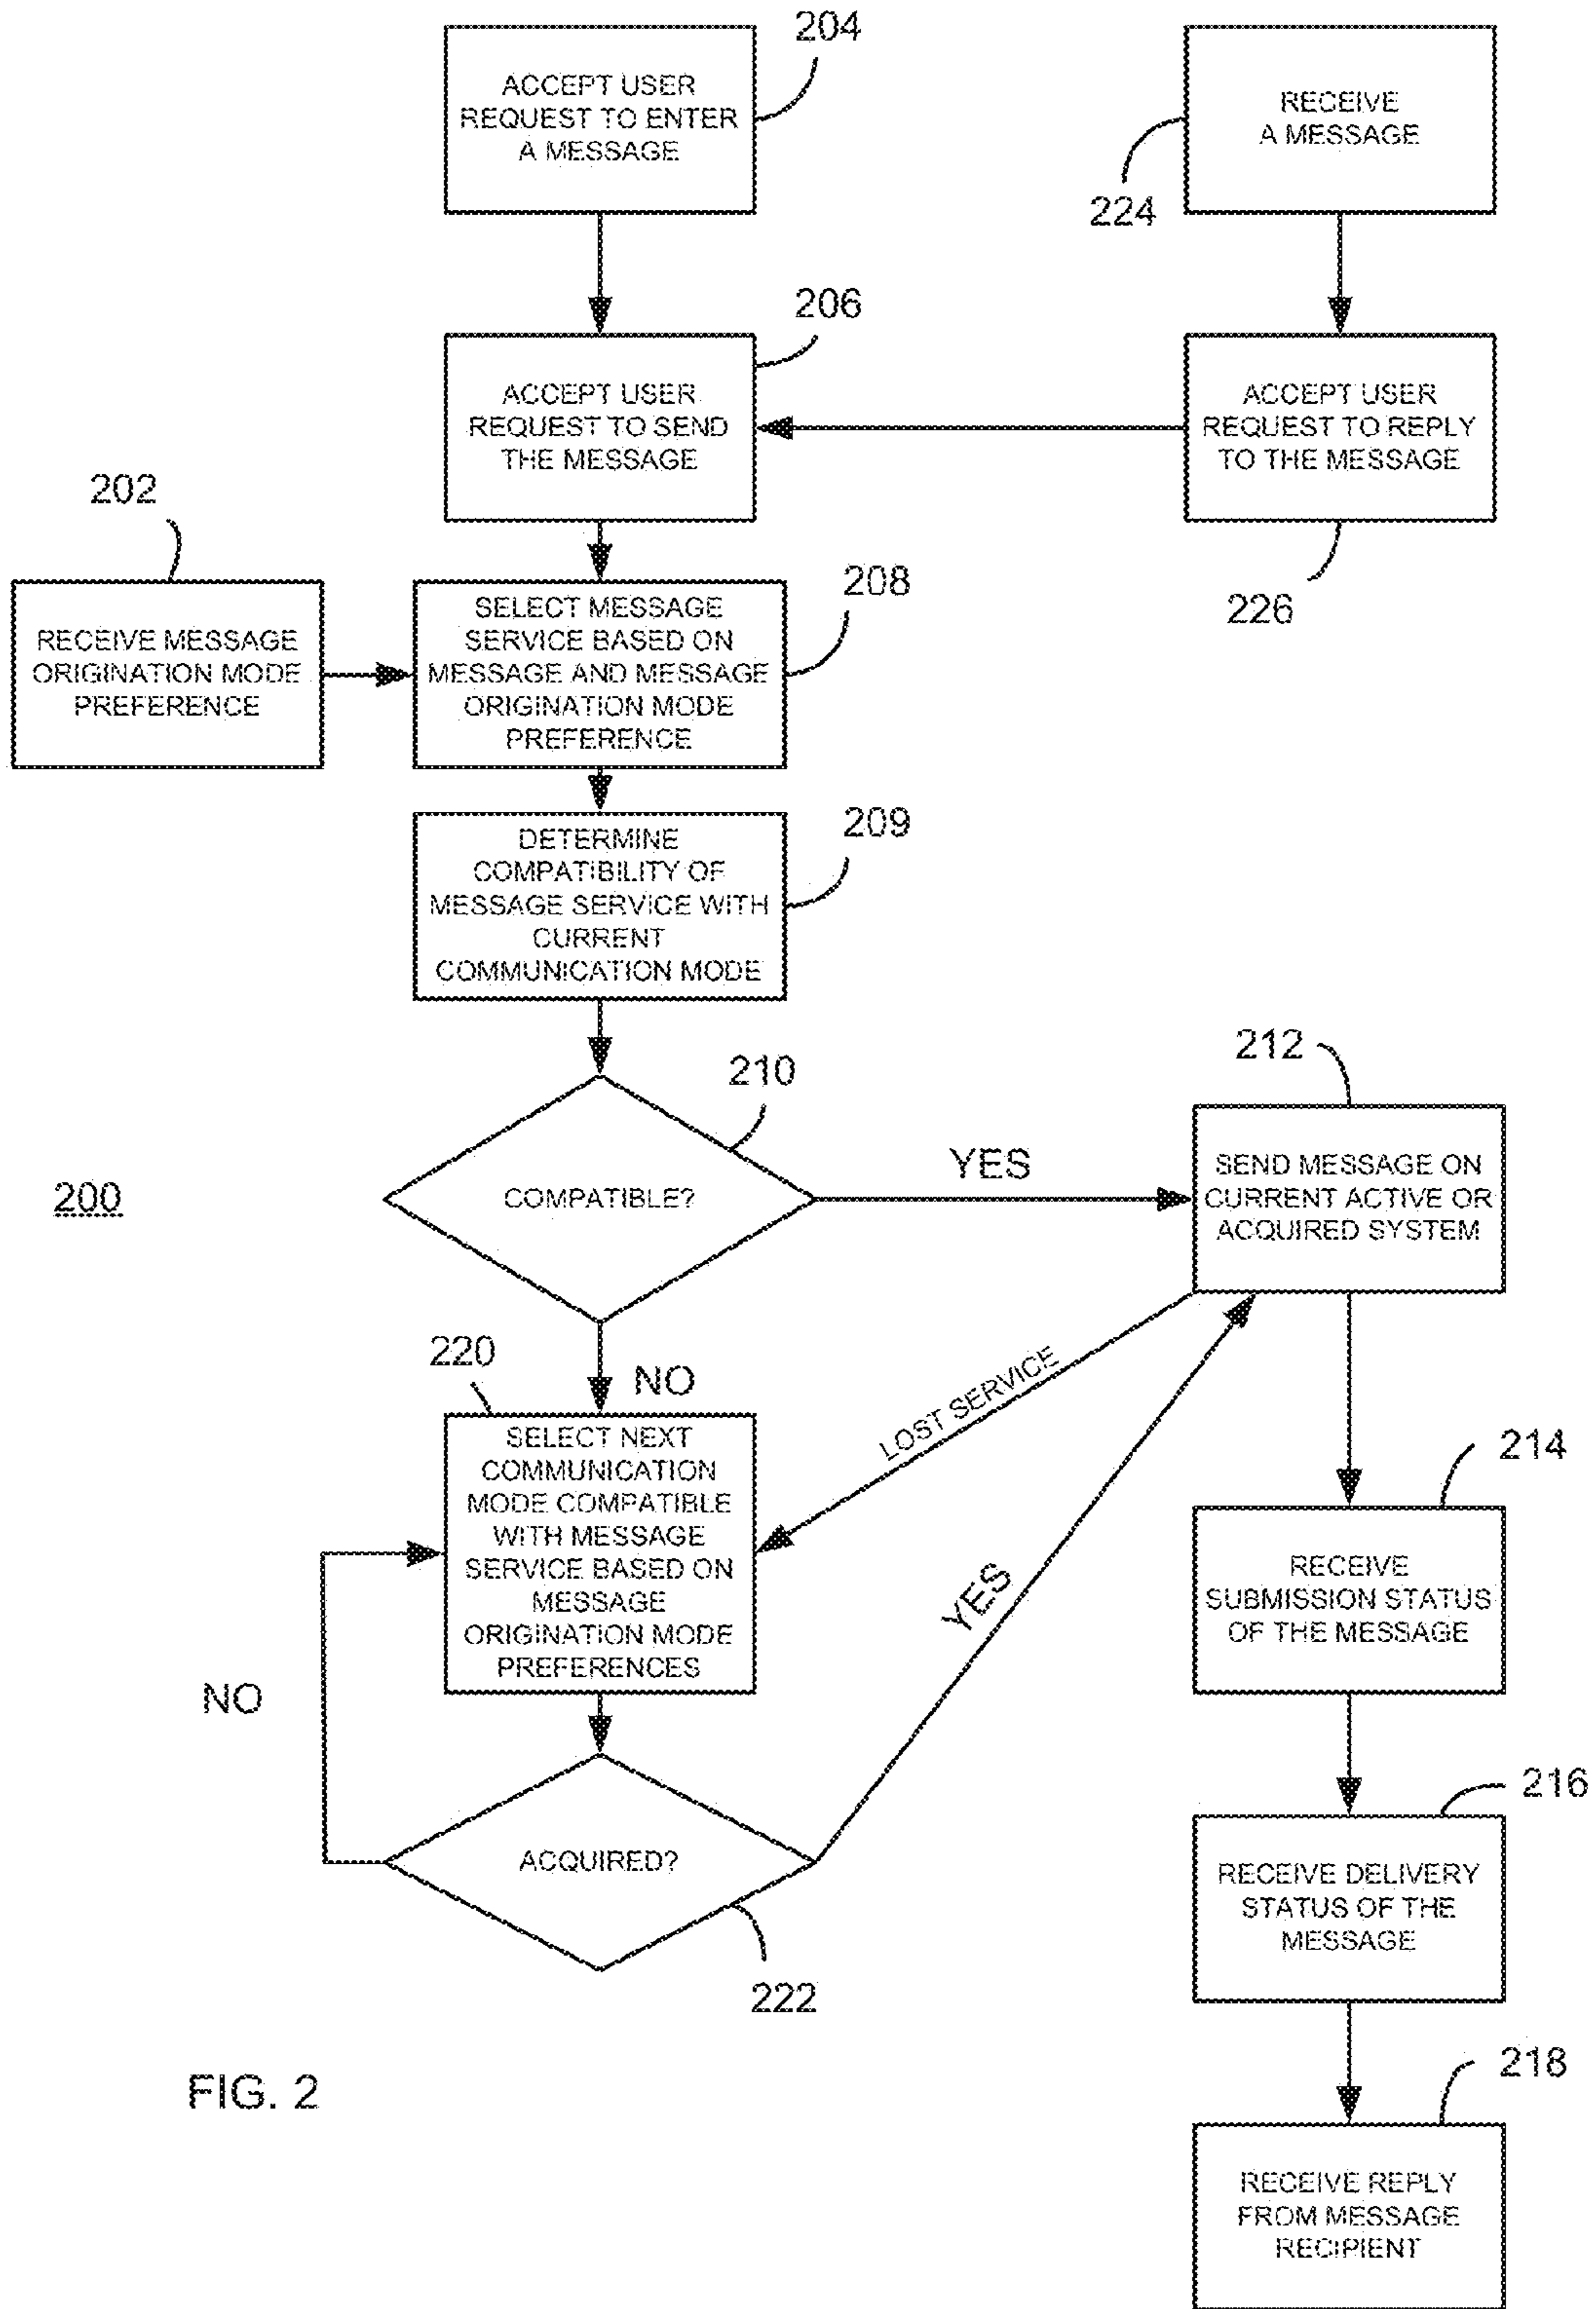 204
ACCEPT USER
REQUEST TO ENTER
A MESSAGE
RECEIVE
A MESSAGE
224
206
ACCEPT USER
REQUEST TO SEND
THE MESSAGE
ACCEPT USER
REQUEST TO REPLY
TO THE MESSAGE
226
202
RECEIVE MESSAGE
ORIGINATION MODE
PREFERENCE
208
SELECT MESSAGE
SERVICE BASED ON
MESSAGE AND MESSAGE
ORIGINATION MODE
PREFERENCE
209
DETERMINE
COMPATIBILITY OF
MESSAGE SERVICE WITH
CURRENT
COMMUNICATION MODE
210
COMPATIBLE?
YES
212
SEND MESSAGE ON
CURRENT ACTIVE OR
ACQUIRED SYSTEM
200
NO
220
SELECT NEXT
COMMUNICATION
MODE COMPATIBLE
WITH MESSAGE
SERVICE BASED ON
MESSAGE
ORIGINATION MODE
PREFERENCES
LOST SERVICE
YES
214
RECEIVE
SUBMISSION STATUS
OF THE MESSAGE
NO
ACQUIRED?
222
216
RECEIVE DELIVERY
STATUS OF THE
MESSAGE
218
RECEIVE REPLY
FROM MESSAGE
RECIPIENT
FIG. 2